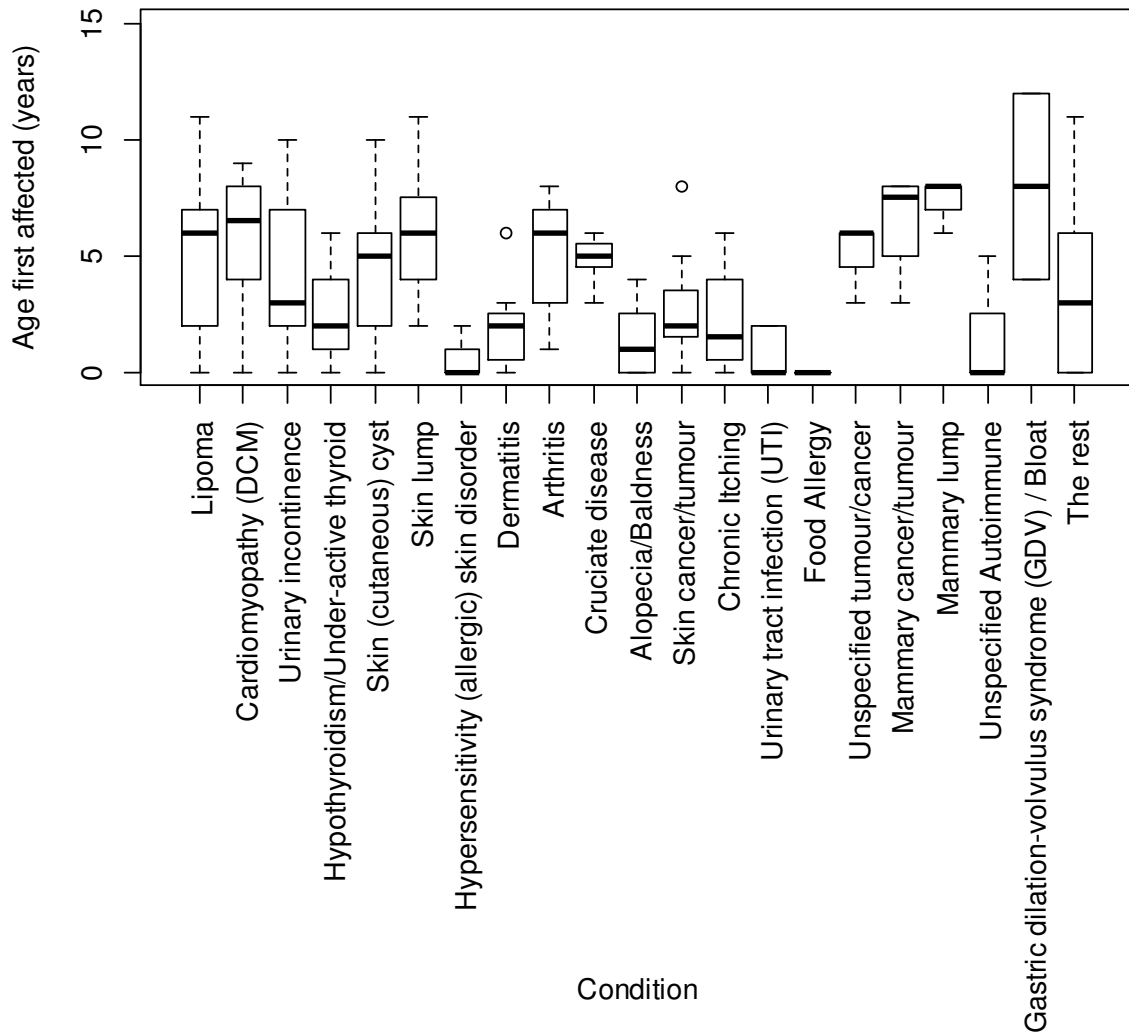 Age first affected (years)
15
10
5
0
Lipoma
Cardiomyopathy (DCM)
Urinary incontinence
Hypothyroidism/Under-active thyroid
Skin (cutaneous) cyst
Skin lump
Hypersensitivity (allergic) skin disorder
Dermatitis
Arthritis
Cruciate disease
Alopecia/Baldness
Skin cancer/tumour
Chronic Itching
Urinary tract infection (UTI)
Food Allergy
Unspecified tumour/cancer
Mammary cancer/tumour
Mammary lump
Unspecified Autoimmune
Gastric dilation-volvulus syndrome (GDV) / Bloat
The rest
Condition